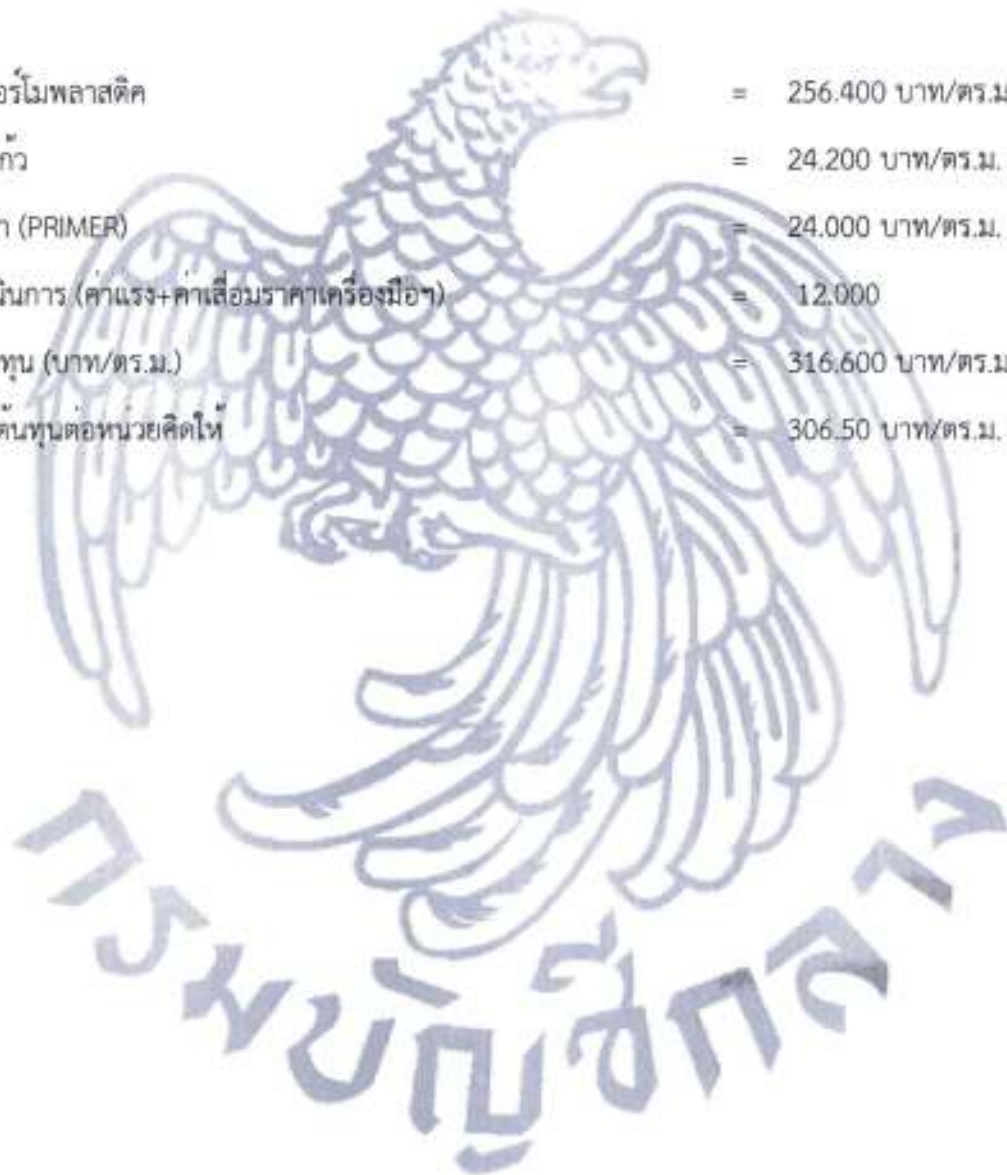 อร์โมพลาสติค = 256.400 บาท/ตร.ม
แก้ว = 24.200 บาท/ตร.ม.
(PRIMER) = 24.000 บาท/ตร.ม.
นินการ (ค่าแรง+ค่าเสื่อมราคาเครื่องมือฯ) = 12.000
ทุน (บาท/ตร.ม.) = 316.600 บาท/ตร.ม
ต้นทุนต่อหน่วยคิดให้ = 306.50 บาท/ตร.ม.
กรมบัญชีกลาง